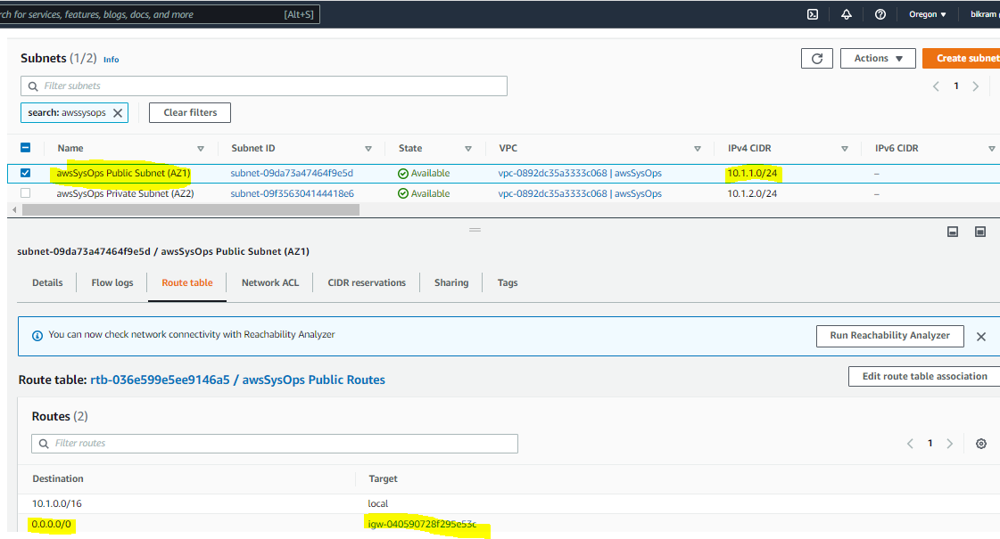 rch for services, features, blogs, docs, and more [Alt+S] Oregon ▼ bikram
Subnets (1/2) Info Actions ▼ Create subnet
Filter subnets 1
search: awssysops Clear filters
Name Subnet ID State VPC IPv4 CIDR IPv6 CIDR
awsSysOps Public Subnet (AZ1) subnet-09da73a47464f9e5d Available vpc-0892dc35a3333c068 | awsSysOps 10.1.1.0/24 –
awsSysOps Private Subnet (AZ2) subnet-09f356304144418e6 Available vpc-0892dc35a3333c068 | awsSysOps 10.1.2.0/24 –
subnet-09da73a47464f9e5d / awsSysOps Public Subnet (AZ1)
Details Flow logs Route table Network ACL CIDR reservations Sharing Tags
You can now check network connectivity with Reachability Analyzer Run Reachability Analyzer
Route table: rtb-036e599e5ee9146a5 / awsSysOps Public Routes Edit route table association
Routes (2)
Filter routes 1
Destination Target
10.1.0.0/16 local
0.0.0.0/0 igw-040590728f295e53c